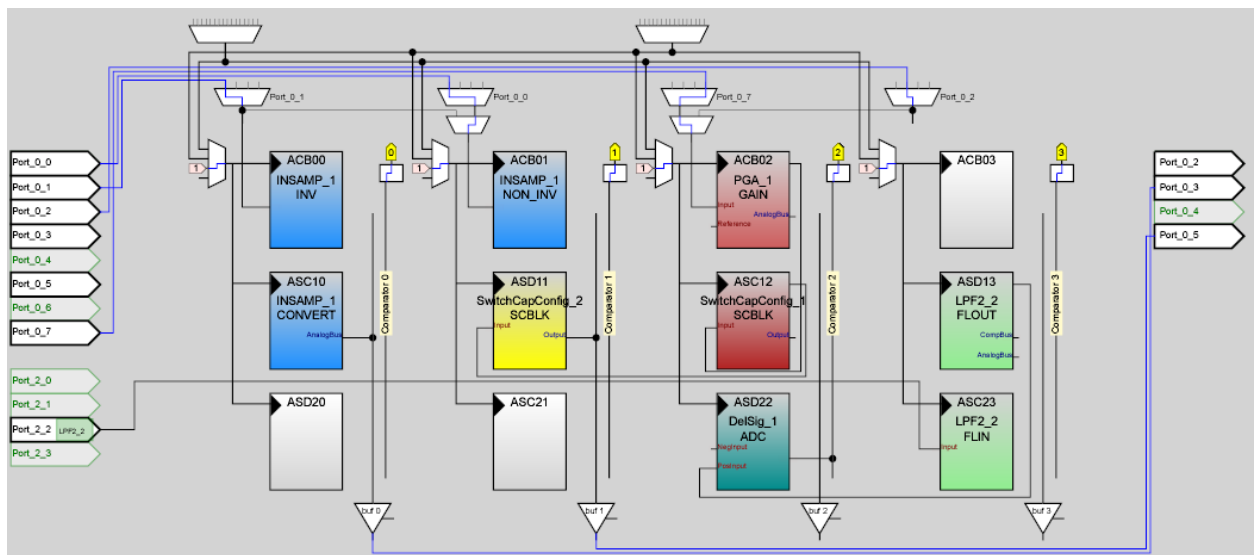 Port_0_1
Port_0_0
Port_0_7
Port_0_2
Port_0_0
Port_0_1
Port_0_2
Port_0_3
Port_0_4
Port_0_5
Port_0_6
Port_0_7
Port_2_0
Port_2_1
Port_2_2 LPF2_2
Port_2_3
1
ACB00
INSAMP_1
INV
0
Comparator 0
ASC10
INSAMP_1
CONVERT
AnalogBus
ASD20
buf 0
1
ACB01
INSAMP_1
NON_INV
1
Comparator 1
ASD11
SwitchCapConfig_2
SCBLK
Input
Output
ASC21
buf 1
1
ACB02
PGA_1
GAIN
Input
AnalogBus
Reference
2
Comparator 2
ASC12
SwitchCapConfig_1
SCBLK
Input
Output
ASD22
DelSig_1
ADC
NegInput
PosInput
buf 2
1
ACB03
3
Comparator 3
ASD13
LPF2_2
FLOUT
CompBus
AnalogBus
ASC23
LPF2_2
FLIN
Input
buf 3
Port_0_2
Port_0_3
Port_0_4
Port_0_5